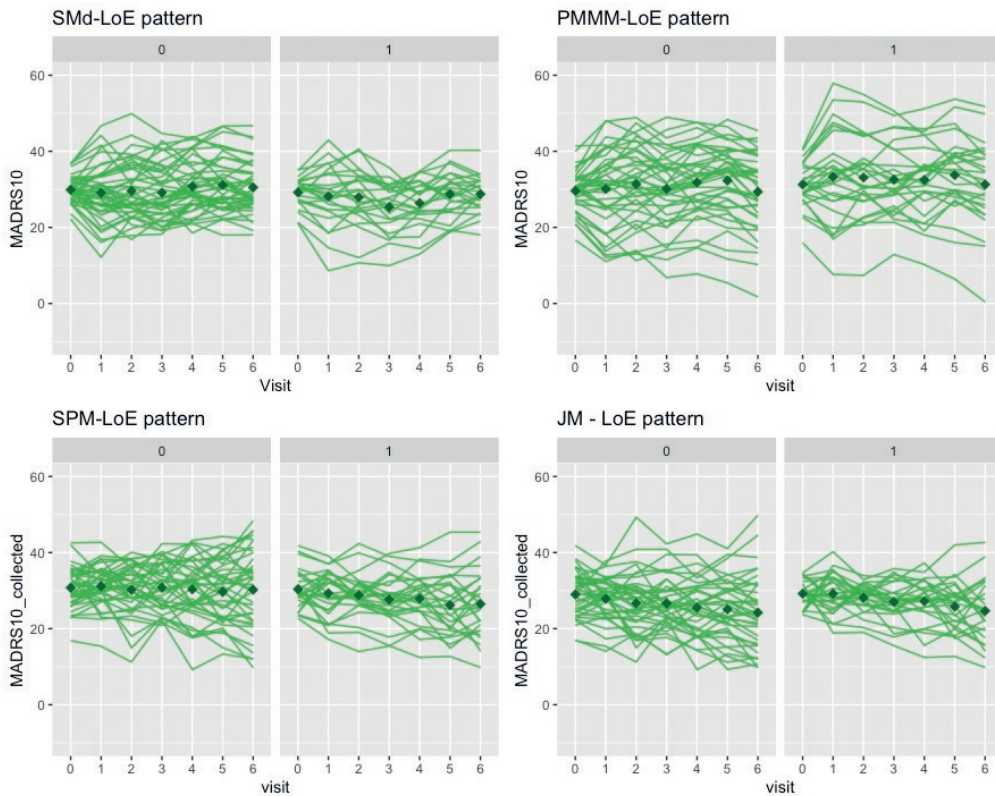 SMd-LoE pattern
0 1
60
40
20
0
MADRS10
0 1 2 3 4 5 6 0 1 2 3 4 5 6
Visit
PMMM-LoE pattern
0 1
60
40
20
0
MADRS10
0 1 2 3 4 5 6 0 1 2 3 4 5 6
visit
SPM-LoE pattern
0 1
60
40
20
0
MADRS10_collected
0 1 2 3 4 5 6 0 1 2 3 4 5 6
visit
JM - LoE pattern
0 1
60
40
20
0
MADRS10_collected
0 1 2 3 4 5 6 0 1 2 3 4 5 6
visit